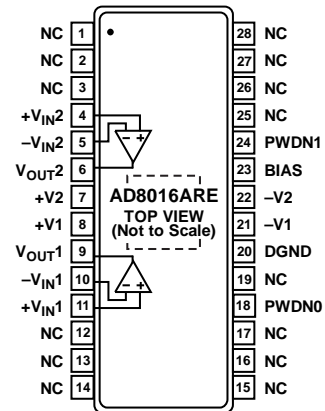 NC 1 28 NC
NC 2 27 NC
NC 3 26 NC
+VIN2 4 25 NC
–VIN2 5 – + 24 PWDN1
VOUT2 6 23 BIAS
+V2 7 AD8016ARE 22 –V2
+V1 8 TOP VIEW 21 –V1
(Not to Scale)
VOUT1 9 20 DGND
–VIN1 10 – + 19 NC
+VIN1 11 18 PWDN0
NC 12 17 NC
NC 13 16 NC
NC 14 15 NC